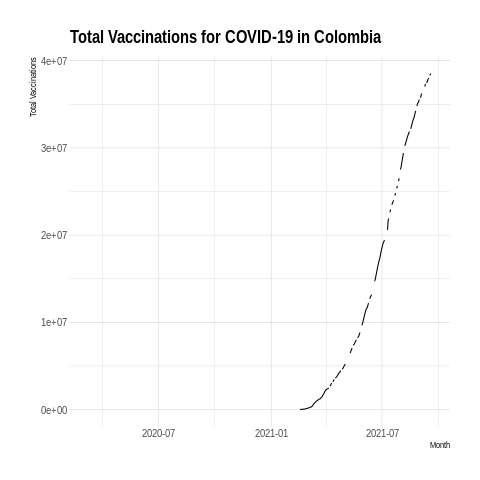 Total Vaccinations for COVID-19 in Colombia
Total Vaccinations
4e+07
3e+07
2e+07
1e+07
0e+00
2020-07
2021-01
2021-07
Month